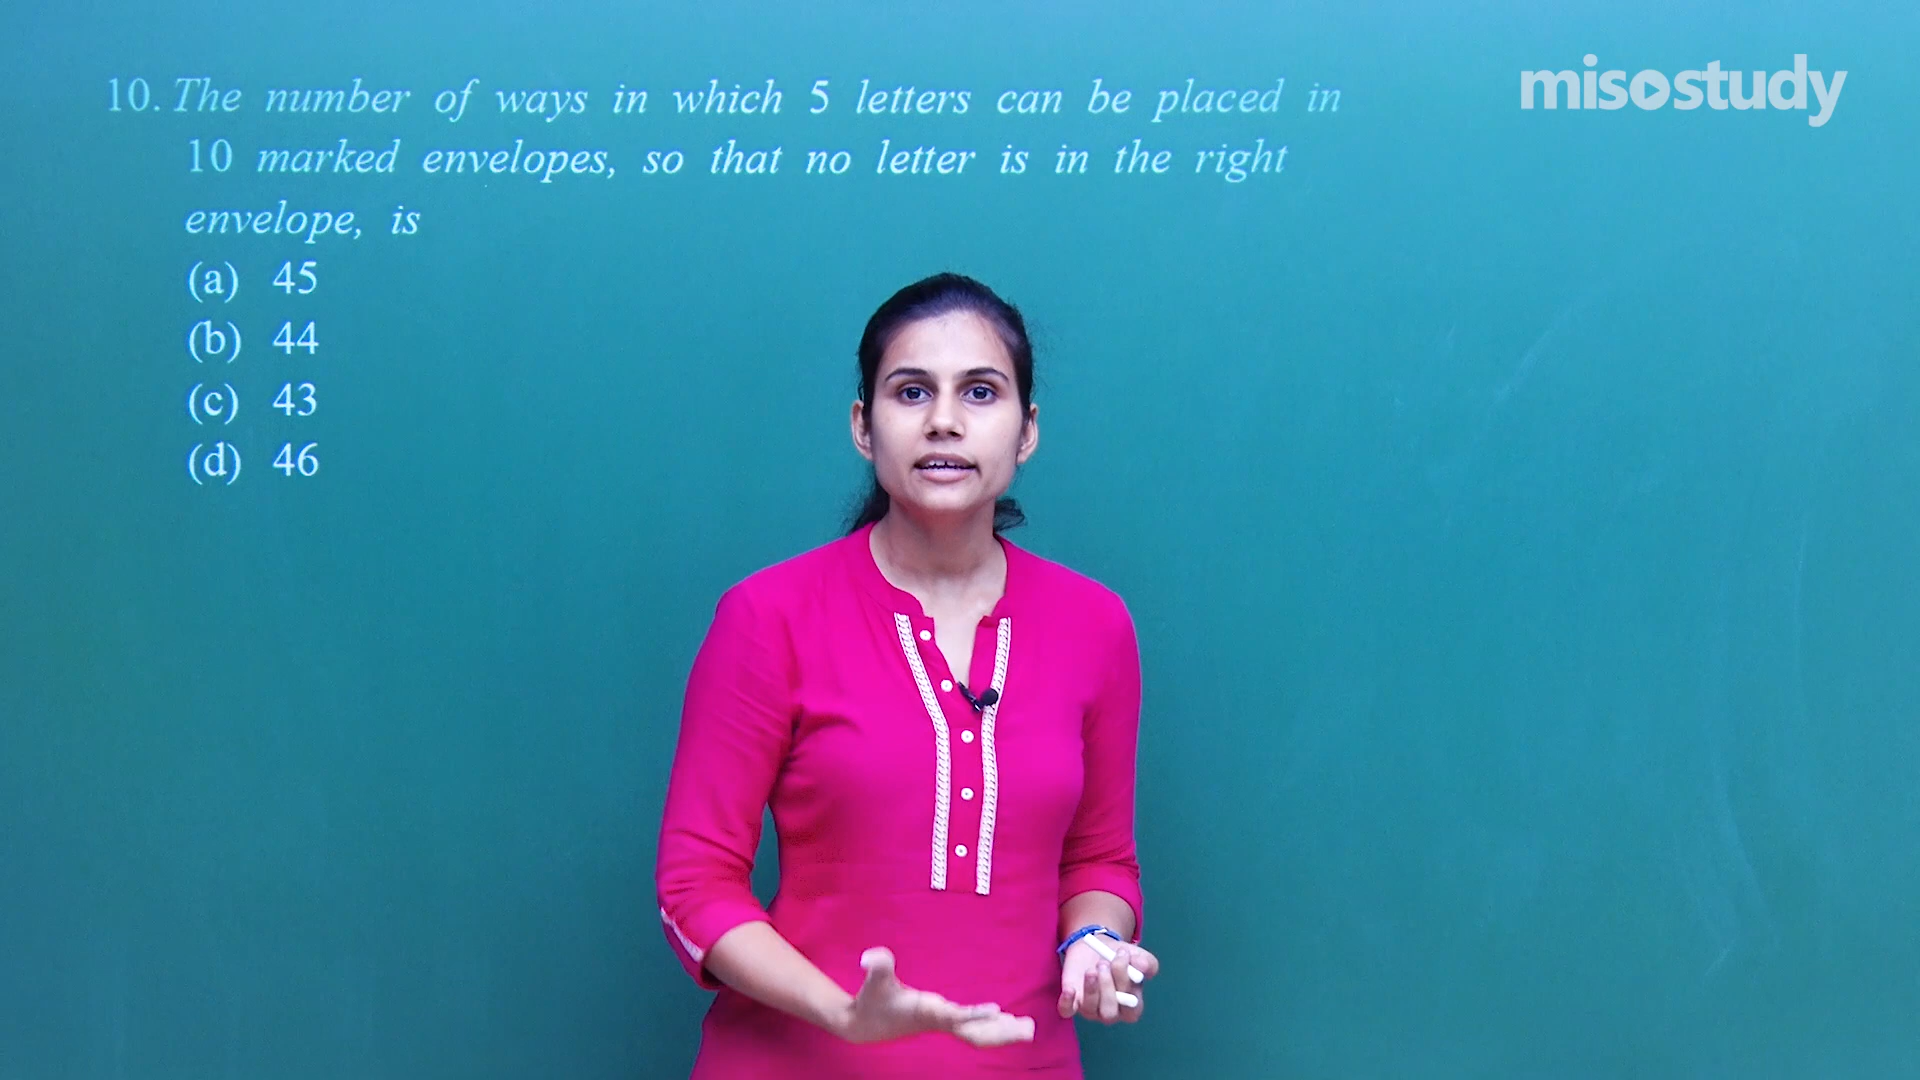 misostudy
10. The number of ways in which 5 letters can be placed in
10 marked envelopes, so that no letter is in the right
envelope, is
(a) 45
(b) 44
(c) 43
(d) 46